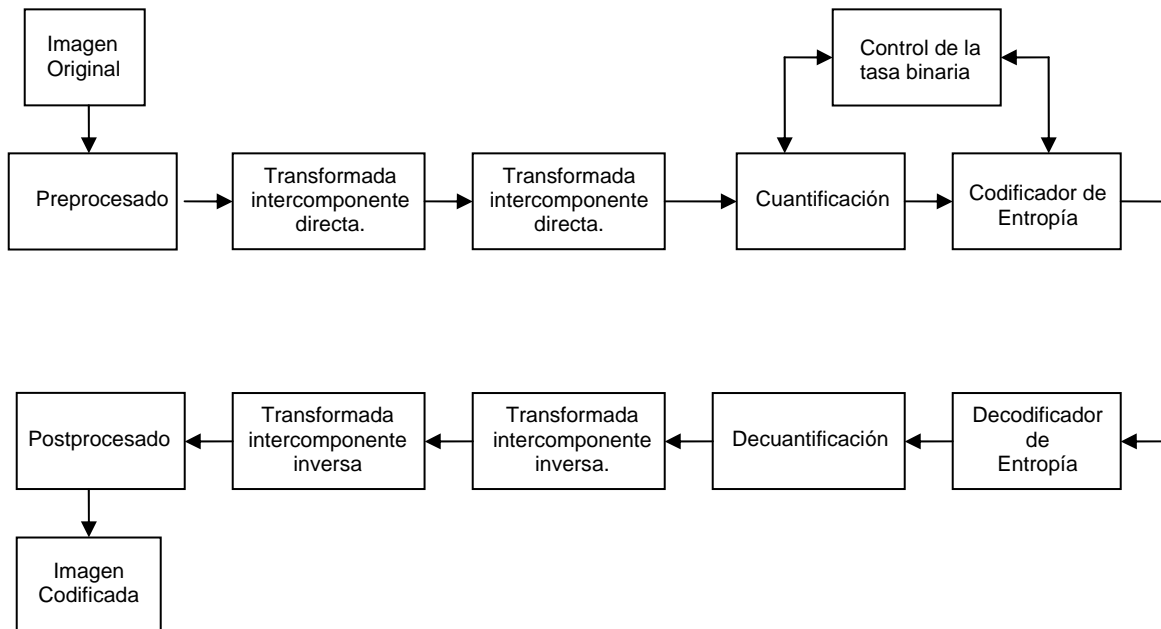 Imagen
Original
Control de la
tasa binaria
Preprocesado
Transformada
intercomponente
directa.
Transformada
intercomponente
directa.
Cuantificación
Codificador de
Entropía
Postprocesado
Transformada
intercomponente
inversa
Transformada
intercomponente
inversa.
Decuantificación
Decodificador
de
Entropía
Imagen
Codificada